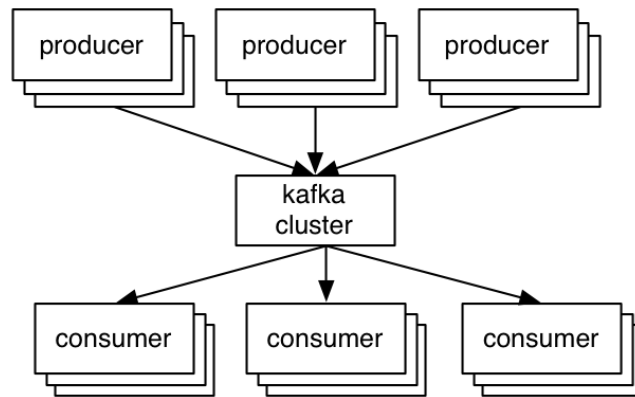 producer
producer
producer
kafka
cluster
consumer
consumer
consumer